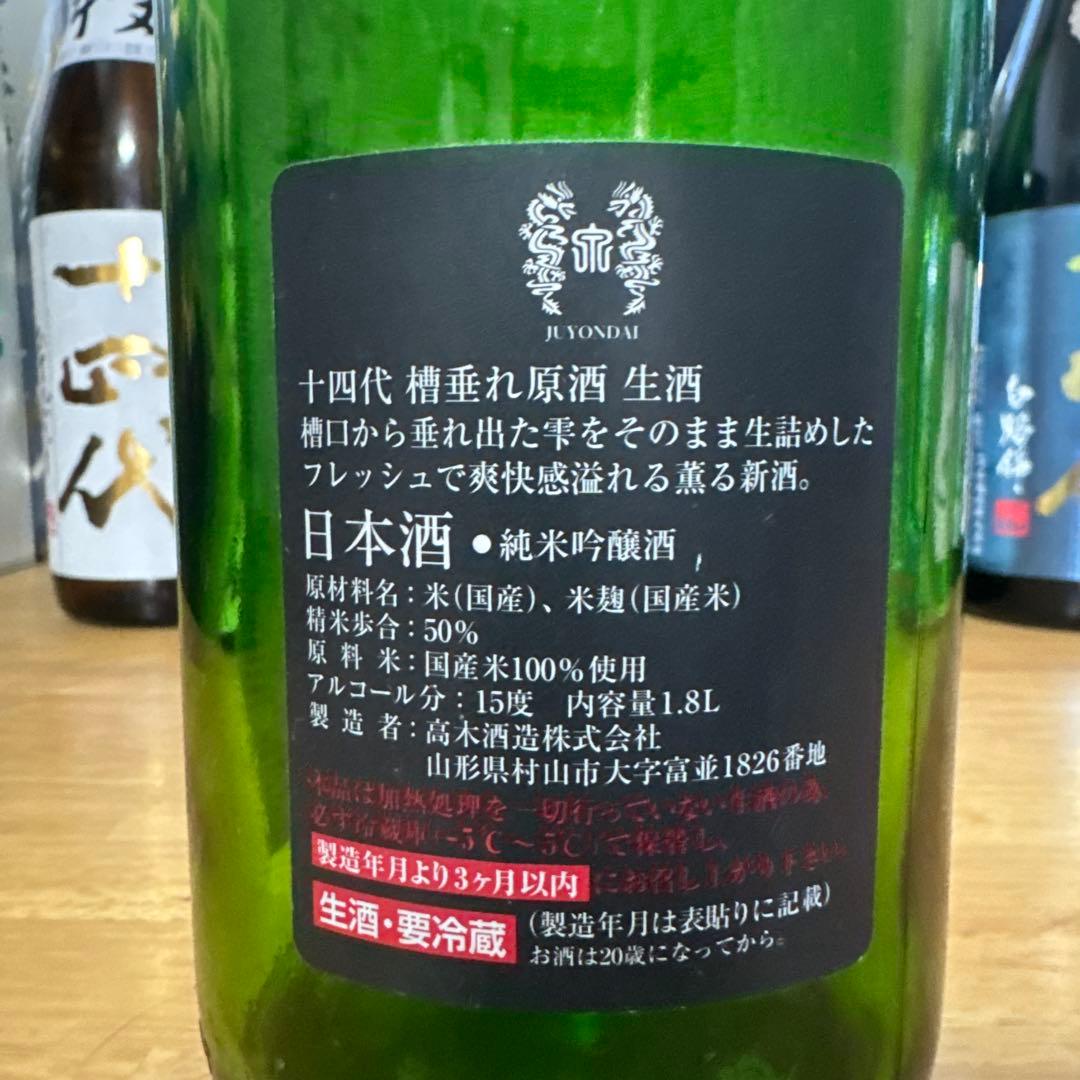 十四代
JUYONDAI
十四代 槽垂れ原酒 生酒
槽口から垂れ出た雫をそのまま生詰めした
フレッシュで爽快感溢れる薫る新酒。
日本酒 ●純米吟醸酒
原材料名：米(国産)、米麹(国産米)
精米歩合：50%
原料米：国産米100%使用
アルコール分：15度 内容量1.8L
製造者：高木酒造株式会社
山形県村山市大字富並1826番地
本品は加熱処理を一切行っていない生酒の為
必ず冷蔵庫(-5℃～5℃)で保管し、
製造年月より3ヶ月以内にお召し上がり下さい。
生酒・要冷蔵 (製造年月は表貼りに記載)
お酒は20歳になってから。